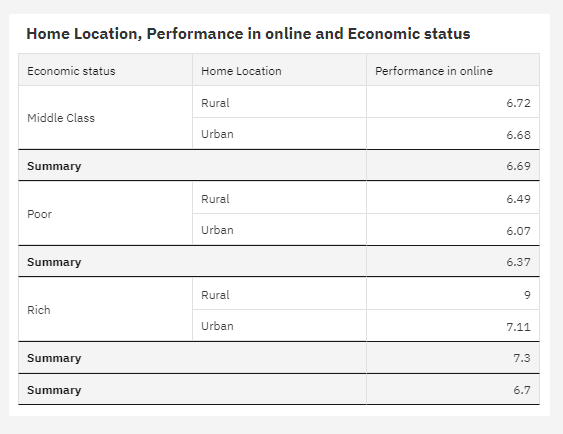 Home Location, Performance in online and Economic status
Economic status Home Location Performance in online
Middle Class
Rural 6.72
Urban 6.68
Summary 6.69
Poor
Rural 6.49
Urban 6.07
Summary 6.37
Rich
Rural 9
Urban 7.11
Summary 7.3
Summary 6.7